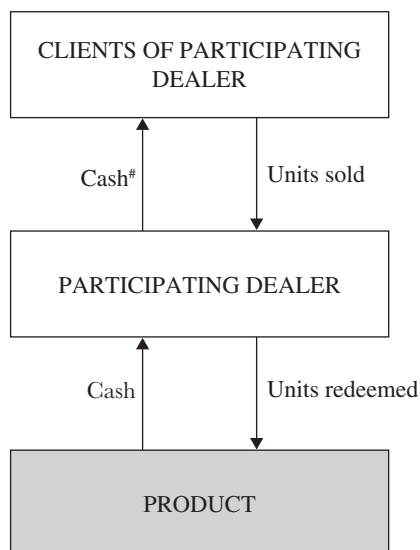 CLIENTS OF PARTICIPATING
DEALER
Cash#
Units sold
PARTICIPATING DEALER
Cash
Units redeemed
PRODUCT